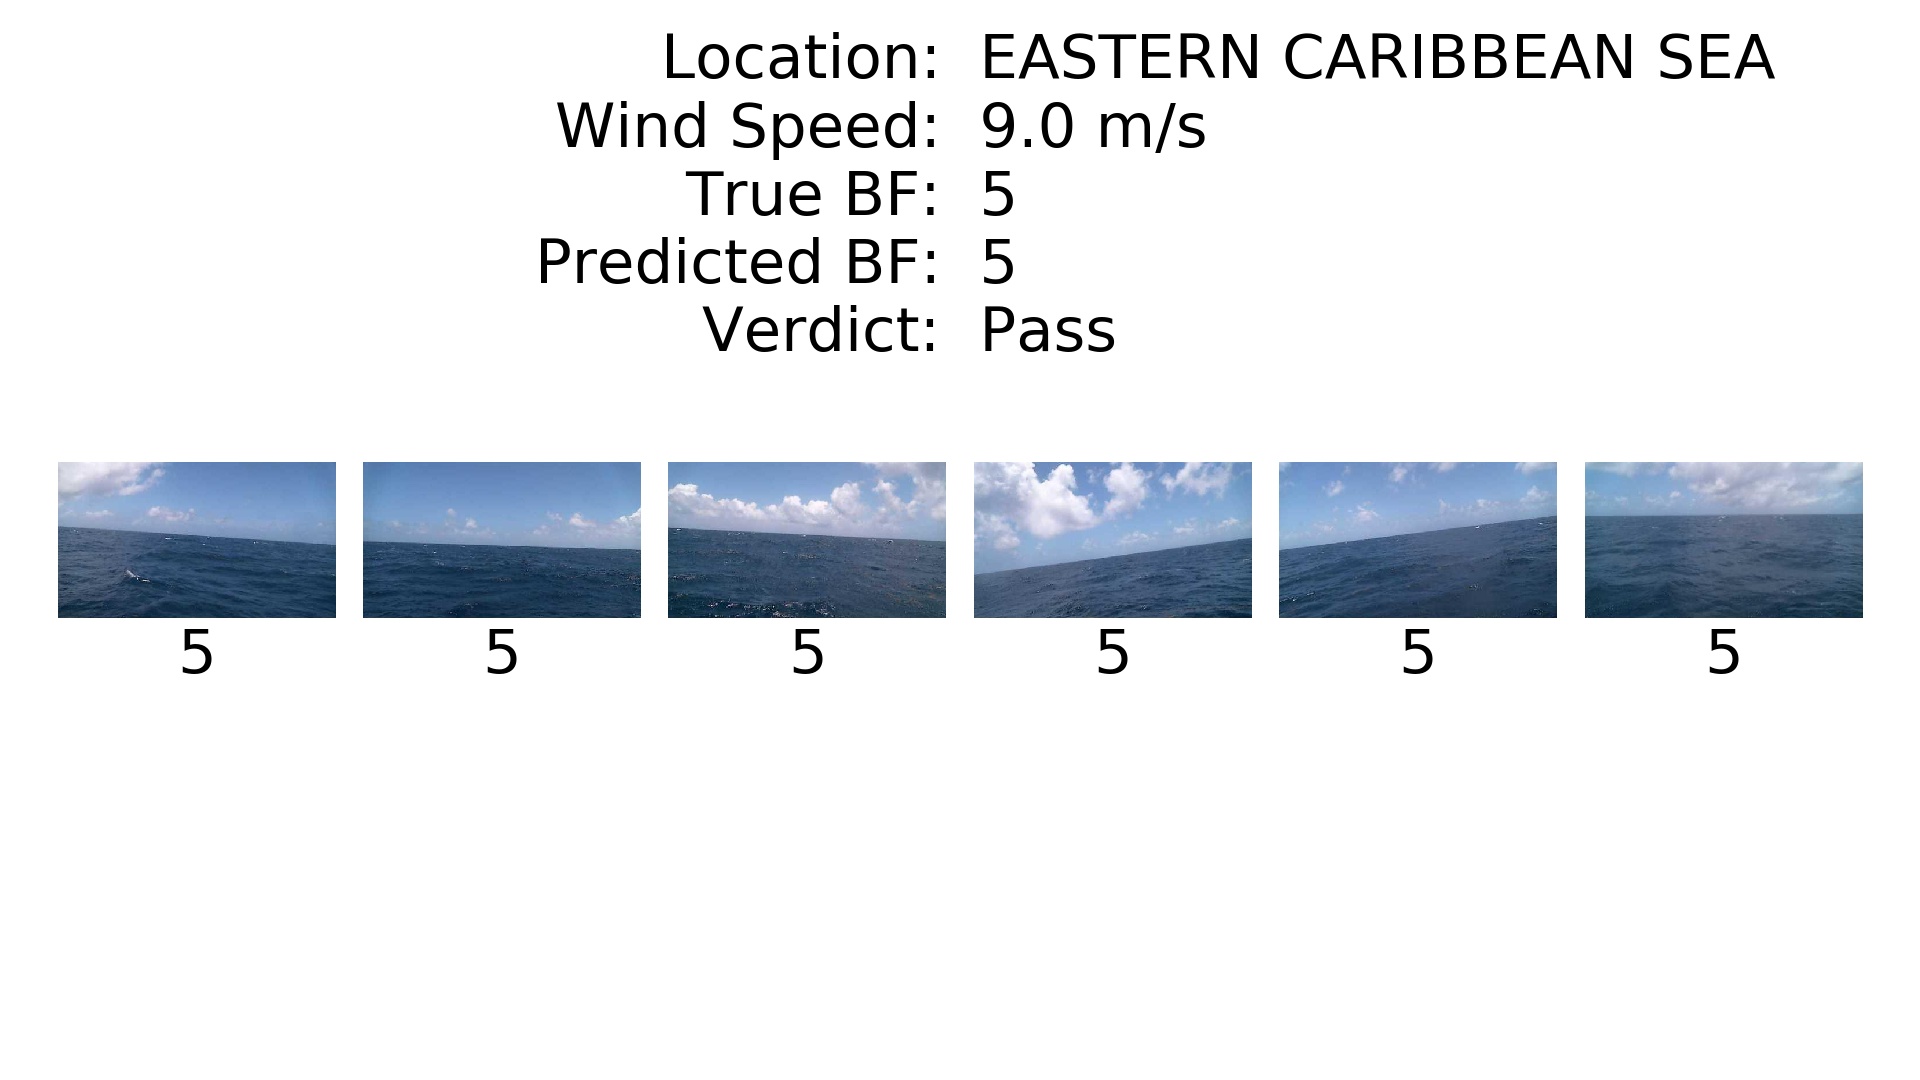 Location: EASTERN CARIBBEAN SEA
Wind Speed: 9.0 m/s
True BF: 5
Predicted BF: 5
Verdict: Pass
5 5 5 5 5 5